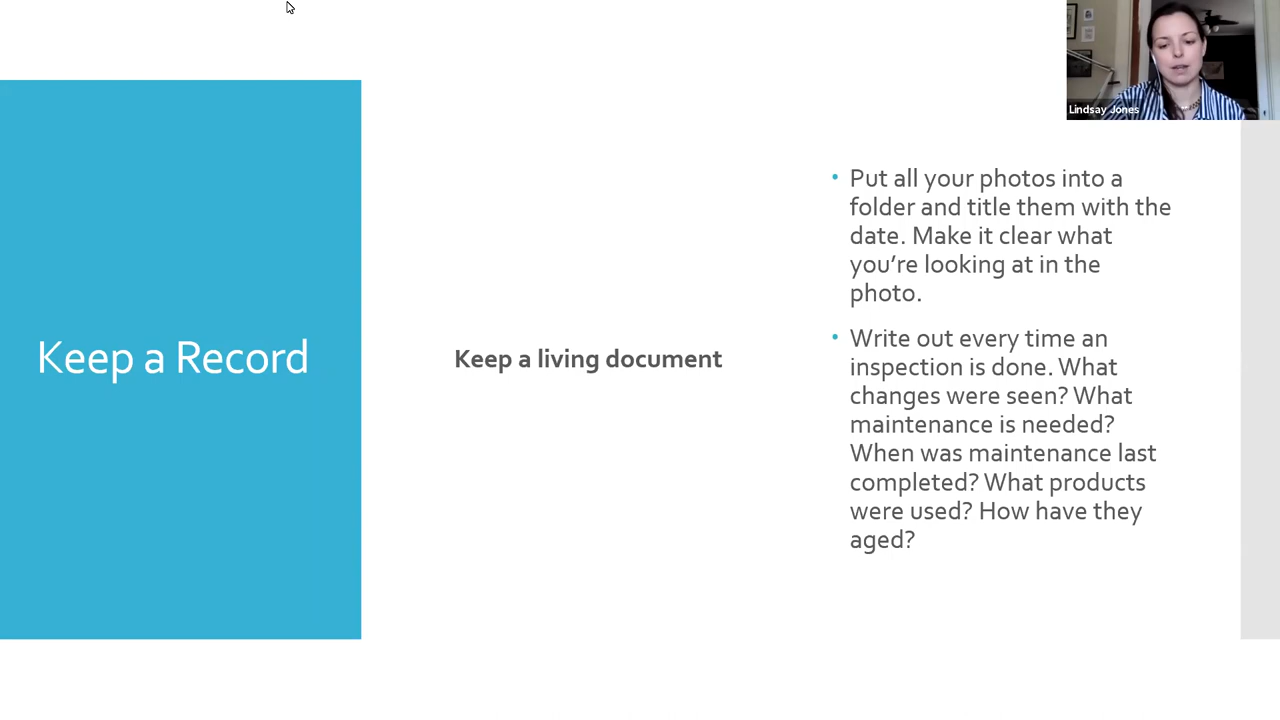 Lindsay Jones
Keep a Record
Keep a living document
• Put all your photos into a
folder and title them with the
date. Make it clear what
you’re looking at in the
photo.
• Write out every time an
inspection is done. What
changes were seen? What
maintenance is needed?
When was maintenance last
completed? What products
were used? How have they
aged?